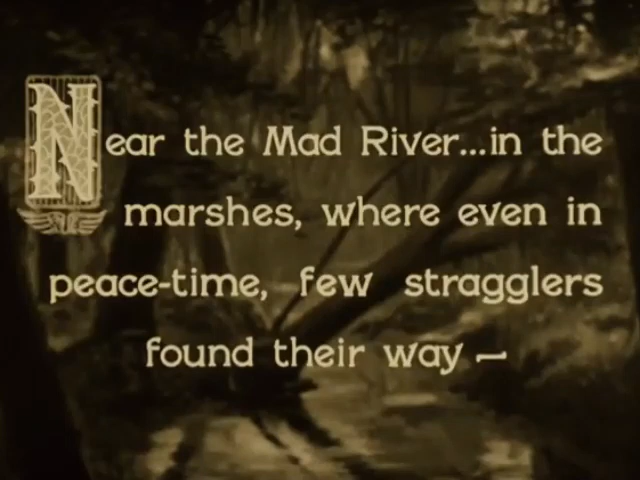 Near the Mad River...in the
marshes, where even in
peace-time, few stragglers
found their way —